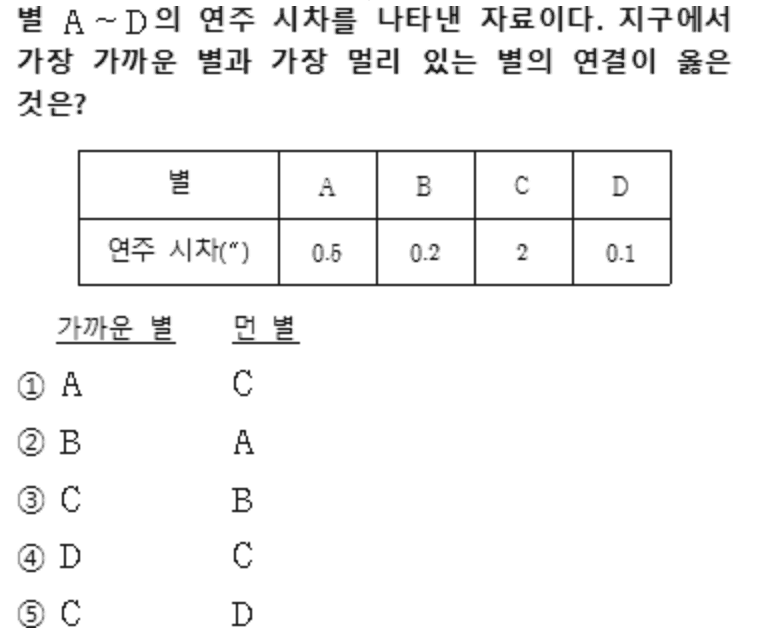 별 A ~ D의 연주 시차를 나타낸 자료이다. 지구에서
가장 가까운 별과 가장 멀리 있는 별의 연결이 옳은
것은?
별 A B C D
연주 시차(″) 0.5 0.2 2 0.1
가까운 별 먼 별
① A C
② B A
③ C B
④ D C
⑤ C D